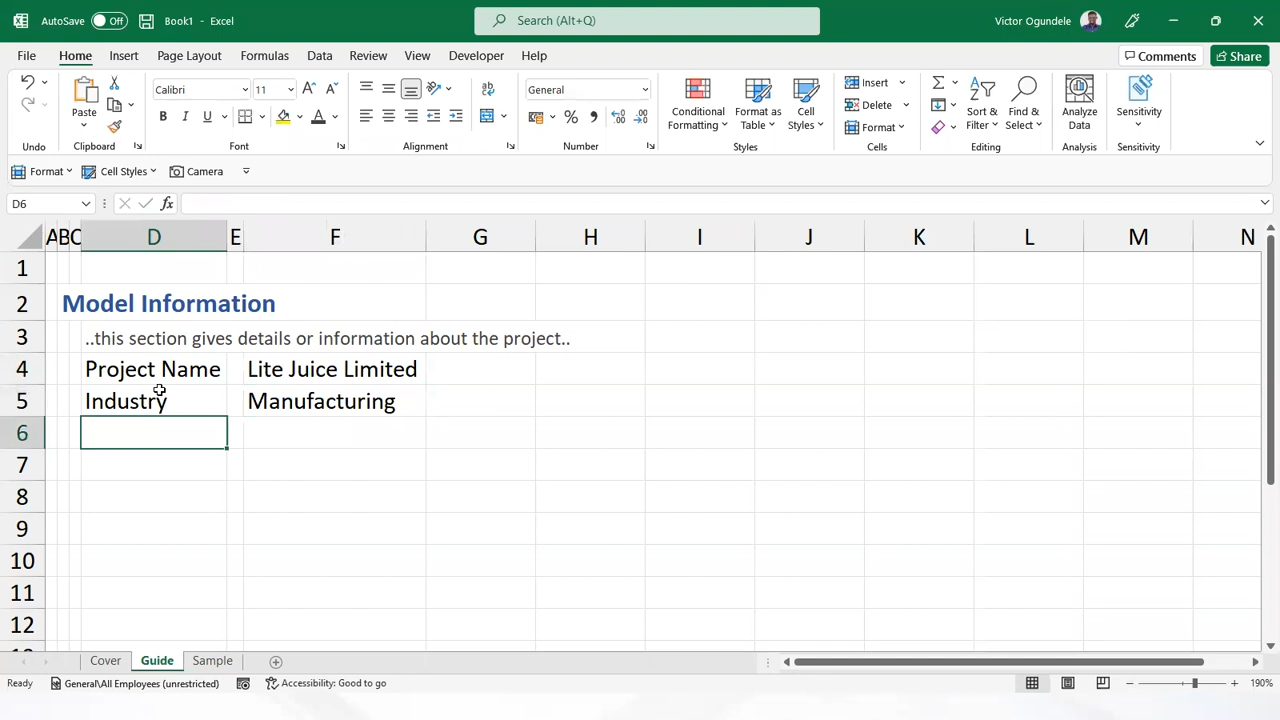 AutoSave Off Book1 - Excel Search (Alt+Q) Victor Ogundele
File Home Insert Page Layout Formulas Data Review View Developer Help Comments Share
Calibri 11 General
Paste Conditional Formatting Format as Table Cell Styles Insert Delete Format Sort & Filter Find & Select Analyze Data Sensitivity
Undo Clipboard Font Alignment Number Styles Cells Editing Analysis Sensitivity
Format Cell Styles Camera
D6 fx
A B C D E F G H I J K L M N
1
2 Model Information
3 ..this section gives details or information about the project..
4 Project Name Lite Juice Limited
5 Industry Manufacturing
6
7
8
9
10
11
12
Cover Guide Sample
Ready General\All Employees (unrestricted) Accessibility: Good to go 190%